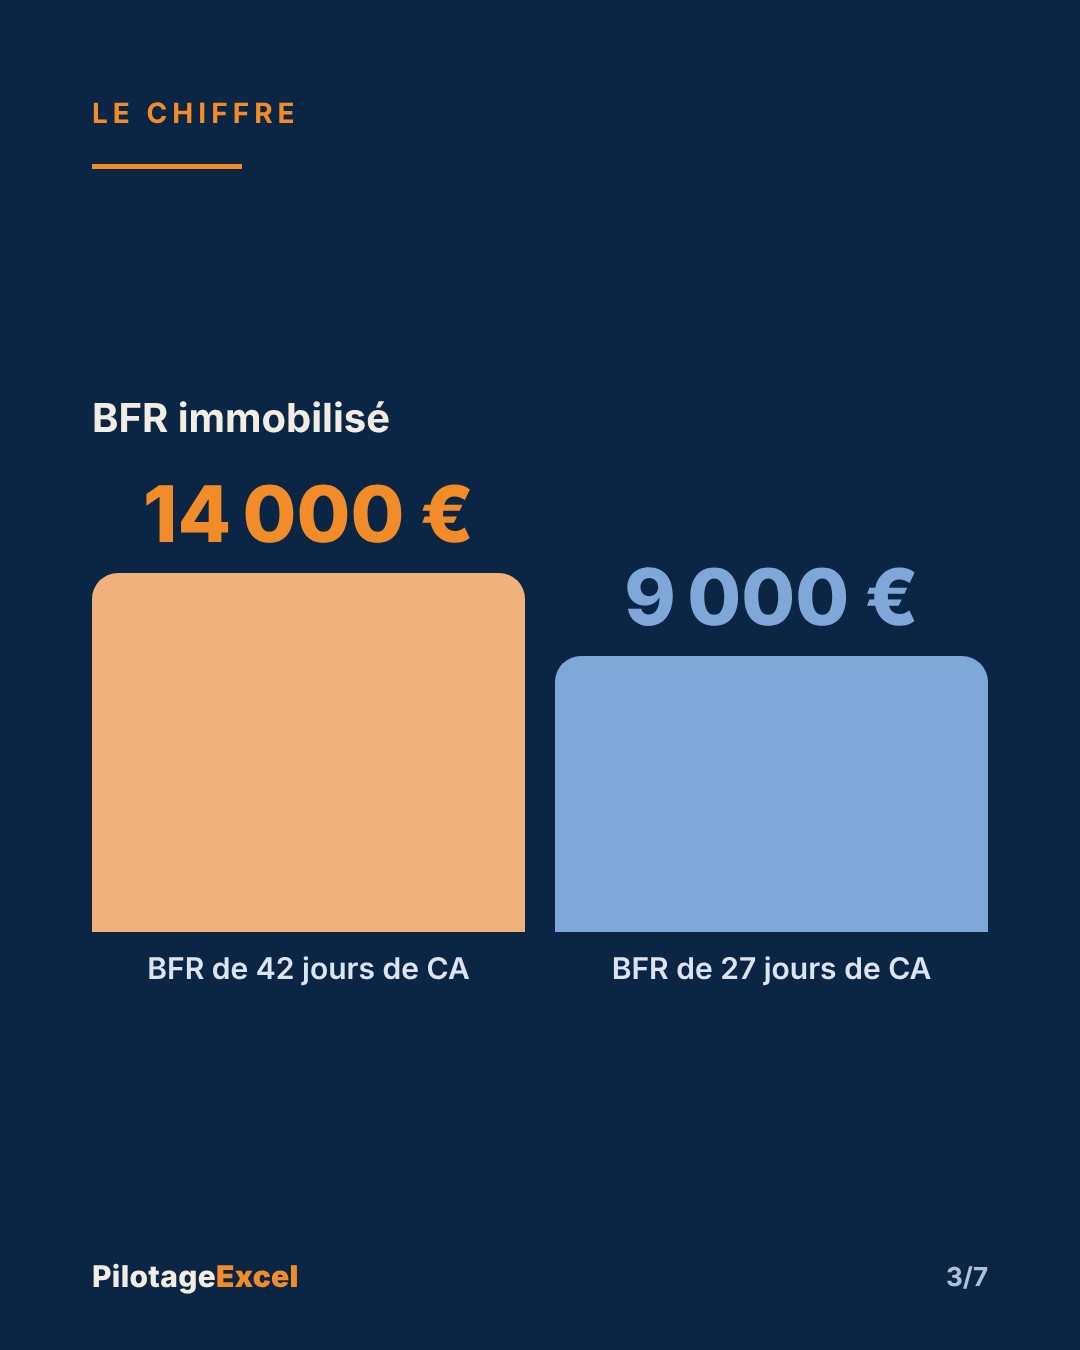 LE CHIFFRE
BFR immobilisé
14 000 €
9 000 €
BFR de 42 jours de CA
BFR de 27 jours de CA
PilotageExcel
3/7